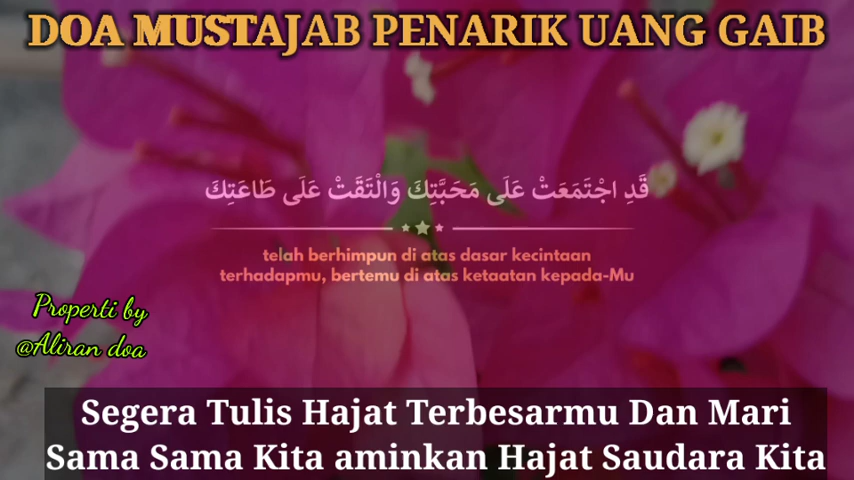 DOA MUSTAJAB PENARIK UANG GAIB
قَدِ اجْتَمَعَتْ عَلَى مَحَبَّتِكَ وَالْتَقَتْ عَلَى طَاعَتِكَ
telah berhimpun di atas dasar kecintaan
terhadapmu, bertemu di atas ketaatan kepada-Mu
Properti by
@Aliran doa
Segera Tulis Hajat Terbesarmu Dan Mari
Sama Sama Kita aminkan Hajat Saudara Kita